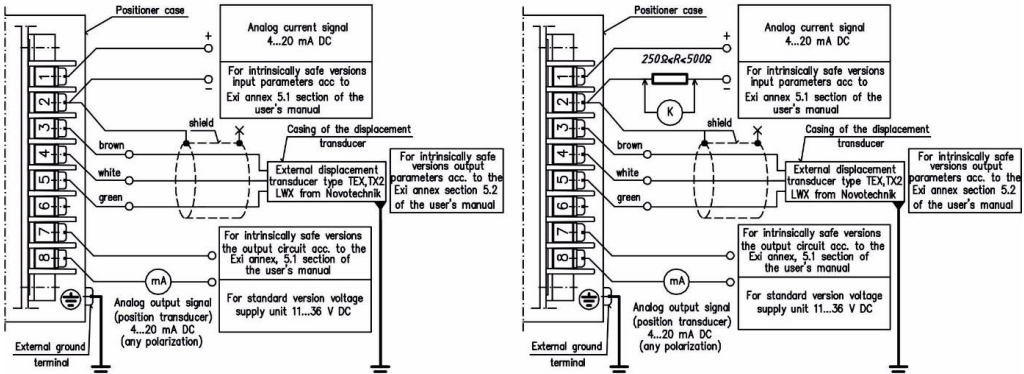 Positioner case
Analog current signal
4...20 mA DC
For intrinsically safe versions
input parameters acc to
Exi annex 5.1 section of the
user's manual
+
–
1
2
3
4
5
6
7
8
shield
Casing of the displacement
transducer
brown
white
green
External displacement
transducer type TEX,TX2
LWX from Novotechnik
For intrinsically safe
versions output
parameters acc. to the
Exi annex section 5.2
of the user's manual
For intrinsically safe versions
the output circuit acc. to the
Exi annex, 5.1 section of
the user's manual
For standard version voltage
supply unit 11...36 V DC
mA
Analog output signal
(position transducer)
4...20 mA DC
(any polarization)
External ground
terminal
Positioner case
Analog current signal
4...20 mA DC
For intrinsically safe versions
input parameters acc to
Exi annex 5.1 section of the
user's manual
+
–
250Ω≤R≤500Ω
K
1
2
3
4
5
6
7
8
shield
Casing of the displacement
transducer
brown
white
green
External displacement
transducer type TEX,TX2
LWX from Novotechnik
For intrinsically safe
versions output
parameters acc. to the
Exi annex section 5.2
of the user's manual
For intrinsically safe versions
the output circuit acc. to the
Exi annex, 5.1 section of
the user's manual
For standard version voltage
supply unit 11...36 V DC
mA
Analog output signal
(position transducer)
4...20 mA DC
(any polarization)
External ground
terminal